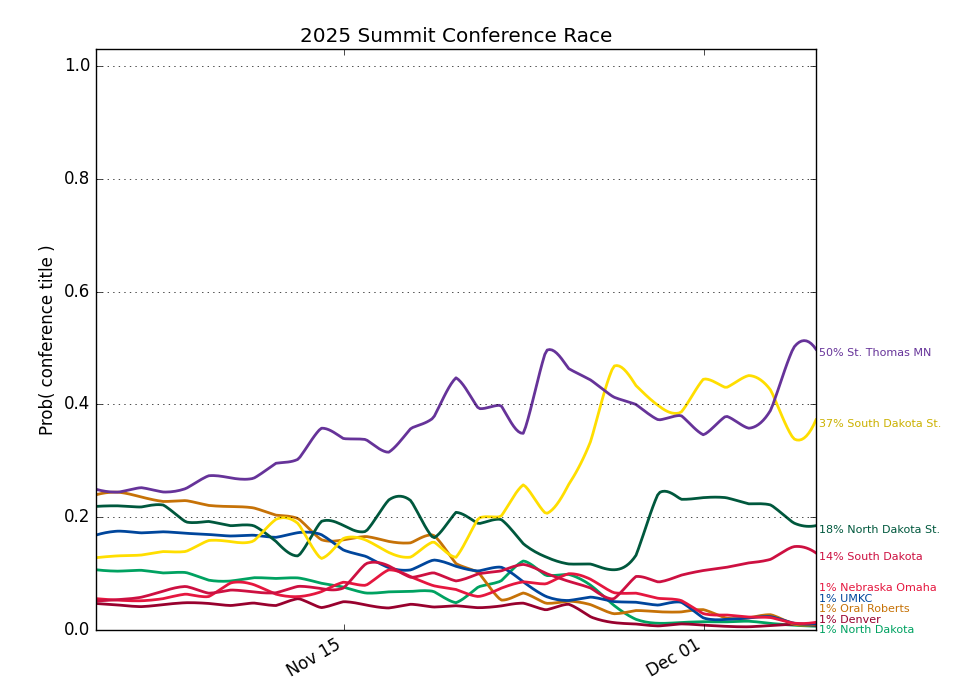 2025 Summit Conference Race
Prob( conference title )
1.0
0.8
0.6
0.4
0.2
0.0
Nov 15
Dec 01
50% St. Thomas MN
37% South Dakota St.
18% North Dakota St.
14% South Dakota
1% Nebraska Omaha
1% UMKC
1% Oral Roberts
1% Denver
1% North Dakota